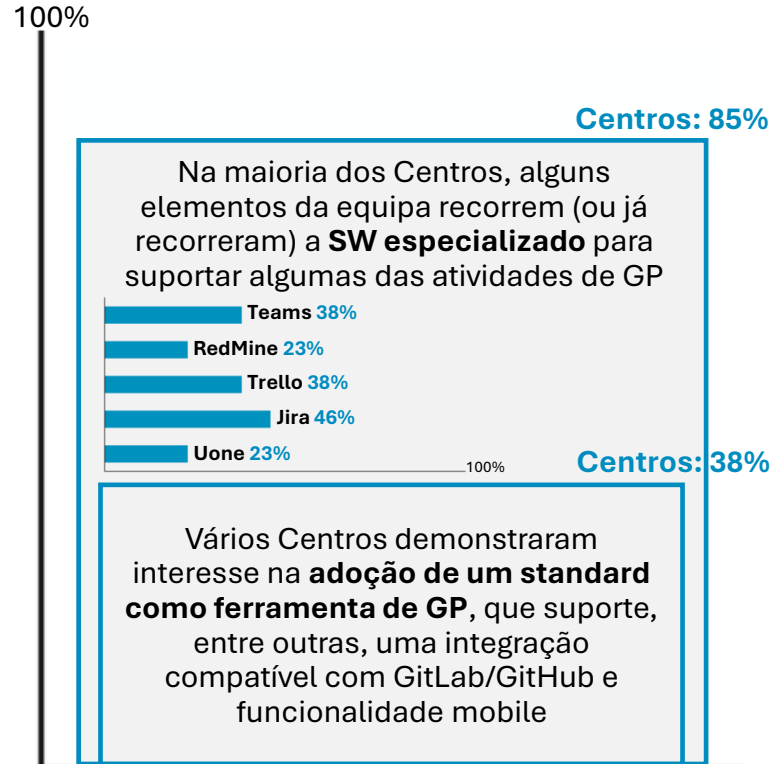 100%
Centros: 85%
Na maioria dos Centros, alguns
elementos da equipa recorrem (ou já
recorreram) a SW especializado para
suportar algumas das atividades de GP
Teams 38%
RedMine 23%
Trello 38%
Jira 46%
Uone 23%
100%
Centros: 38%
Vários Centros demonstraram
interesse na adoção de um standard
como ferramenta de GP, que suporte,
entre outras, uma integração
compatível com GitLab/GitHub e
funcionalidade mobile